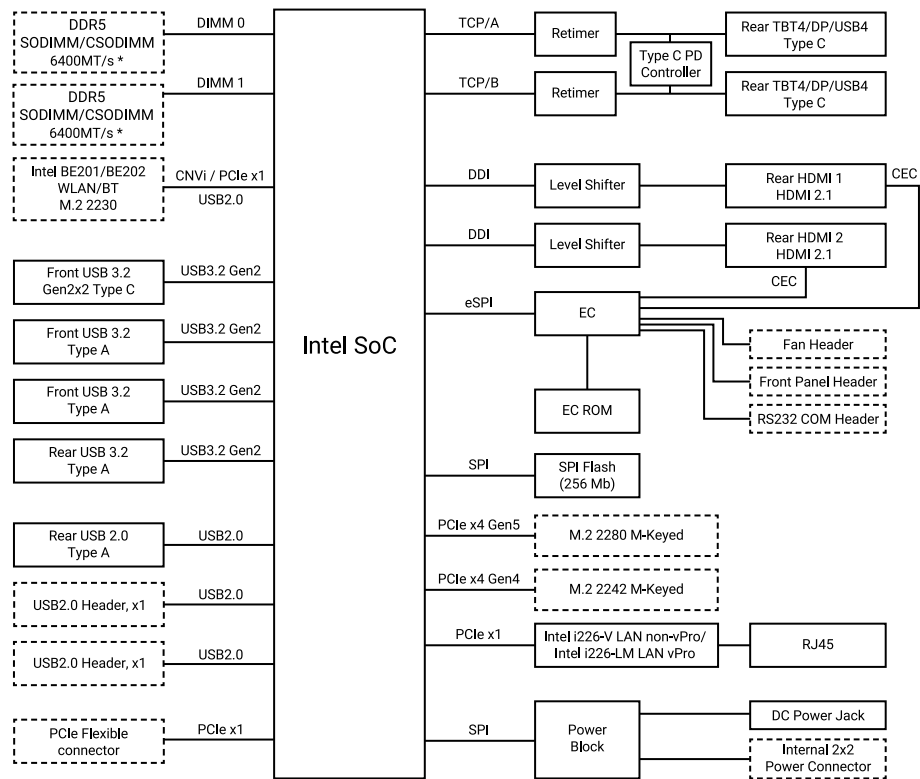 DDR5
SODIMM/CSODIMM
6400MT/s *
DIMM 0
DDR5
SODIMM/CSODIMM
6400MT/s *
DIMM 1
Intel BE201/BE202
WLAN/BT
M.2 2230
CNVi / PCIe x1
USB2.0
Front USB 3.2
Gen2x2 Type C
USB3.2 Gen2
Front USB 3.2
Type A
USB3.2 Gen2
Front USB 3.2
Type A
USB3.2 Gen2
Rear USB 3.2
Type A
USB3.2 Gen2
Rear USB 2.0
Type A
USB2.0
USB2.0 Header, x1
USB2.0
USB2.0 Header, x1
USB2.0
PCIe Flexible
connector
PCIe x1
Intel SoC
TCP/A
Retimer
Type C PD
Controller
Rear TBT4/DP/USB4
Type C
TCP/B
Retimer
Rear TBT4/DP/USB4
Type C
DDI
Level Shifter
Rear HDMI 1
HDMI 2.1
CEC
DDI
Level Shifter
Rear HDMI 2
HDMI 2.1
CEC
eSPI
EC
Fan Header
Front Panel Header
RS232 COM Header
EC ROM
SPI
SPI Flash
(256 Mb)
PCIe x4 Gen5
M.2 2280 M-Keyed
PCIe x4 Gen4
M.2 2242 M-Keyed
PCIe x1
Intel i226-V LAN non-vPro/
Intel i226-LM LAN vPro
RJ45
SPI
Power
Block
DC Power Jack
Internal 2x2
Power Connector